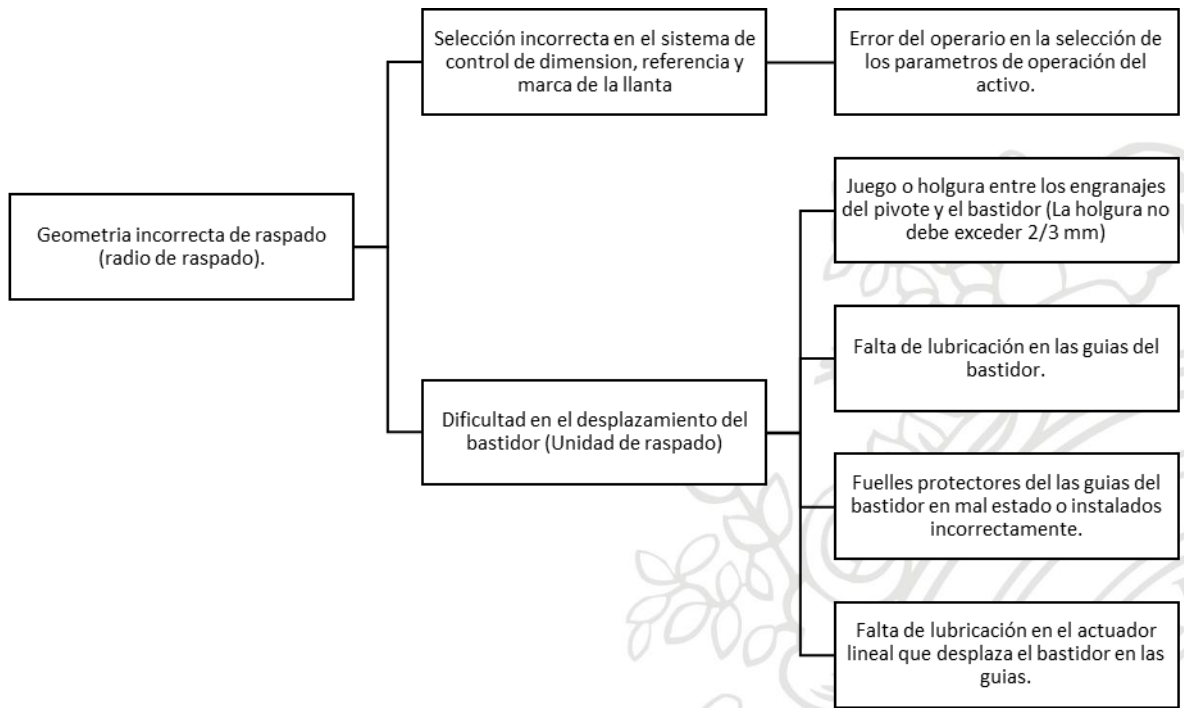 Selección incorrecta en el sistema de
control de dimension, referencia y
marca de la llanta
Error del operario en la selección de
los parametros de operación del
activo.
Geometria incorrecta de raspado
(radio de raspado).
Juego o holgura entre los engranajes
del pivote y el bastidor (La holgura no
debe exceder 2/3 mm)
Falta de lubricación en las guias del
bastidor.
Dificultad en el desplazamiento del
bastidor (Unidad de raspado)
Fuelles protectores del las guias del
bastidor en mal estado o instalados
incorrectamente.
Falta de lubricación en el actuador
lineal que desplaza el bastidor en las
guias.